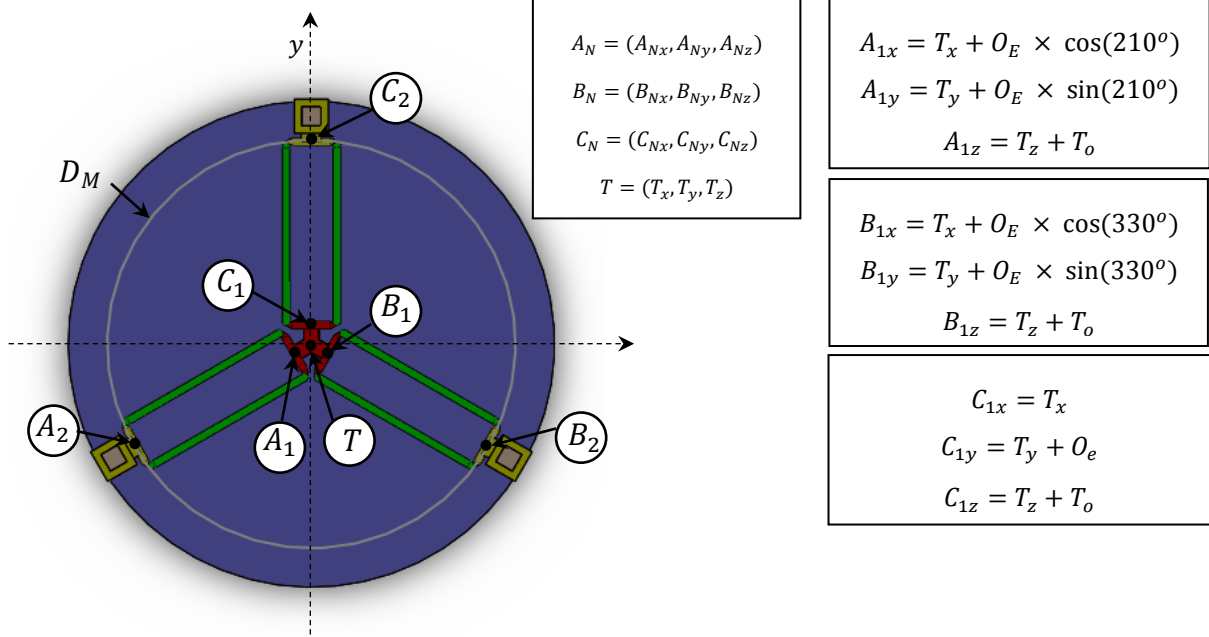 y
C₂
D_M
C₁
B₁
A₂
A₁
T
B₂
A_N = (A_Nx, A_Ny, A_Nz)
B_N = (B_Nx, B_Ny, B_Nz)
C_N = (C_Nx, C_Ny, C_Nz)
T = (T_x, T_y, T_z)
A_1x = T_x + O_E × cos(210°)
A_1y = T_y + O_E × sin(210°)
A_1z = T_z + T_o
B_1x = T_x + O_E × cos(330°)
B_1y = T_y + O_E × sin(330°)
B_1z = T_z + T_o
C_1x = T_x
C_1y = T_y + O_e
C_1z = T_z + T_o